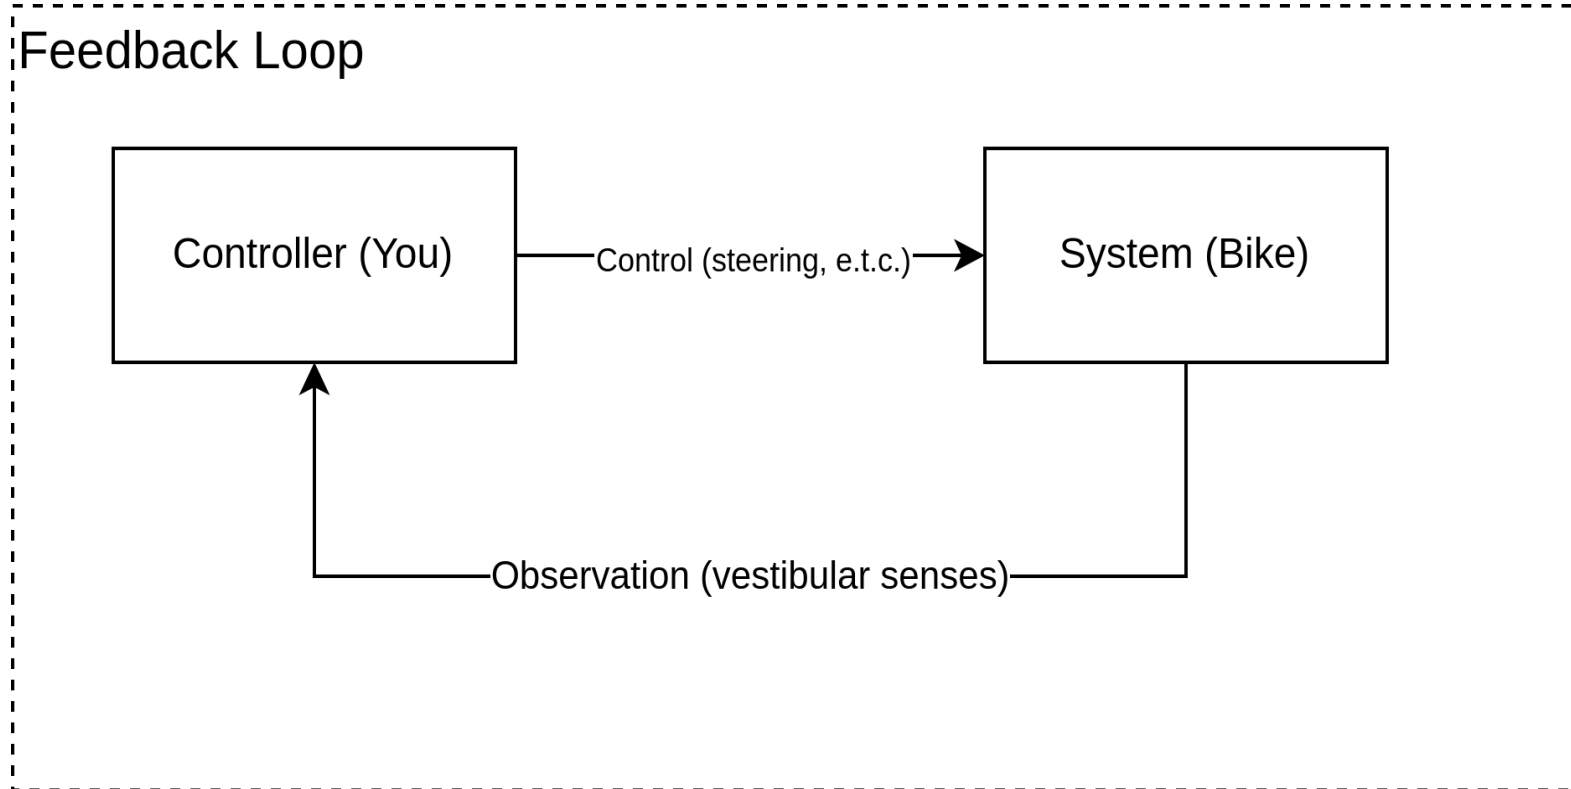 Feedback Loop
Controller (You)
Control (steering, e.t.c.)
System (Bike)
Observation (vestibular senses)